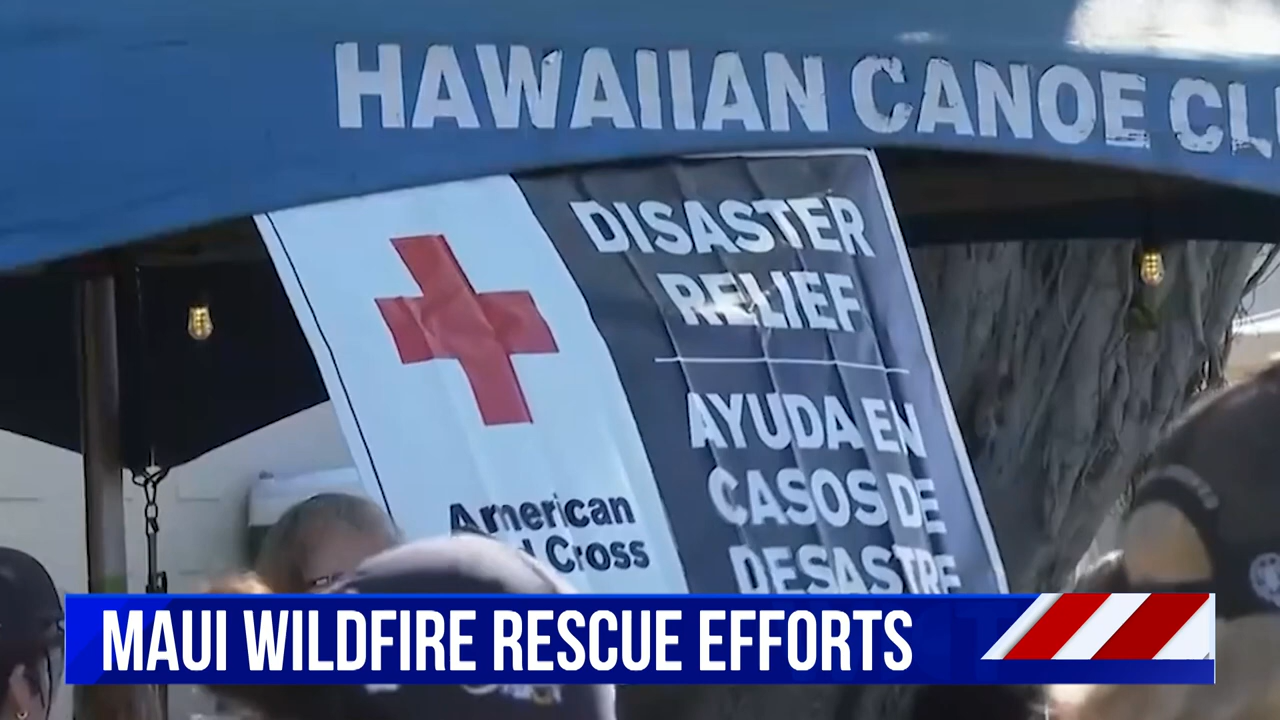 HAWAIIAN CANOE
DISASTER
RELIEF
AYUDA EN
CASOS DE
DESASTRE
American
Cross
MAUI WILDFIRE RESCUE EFFORTS